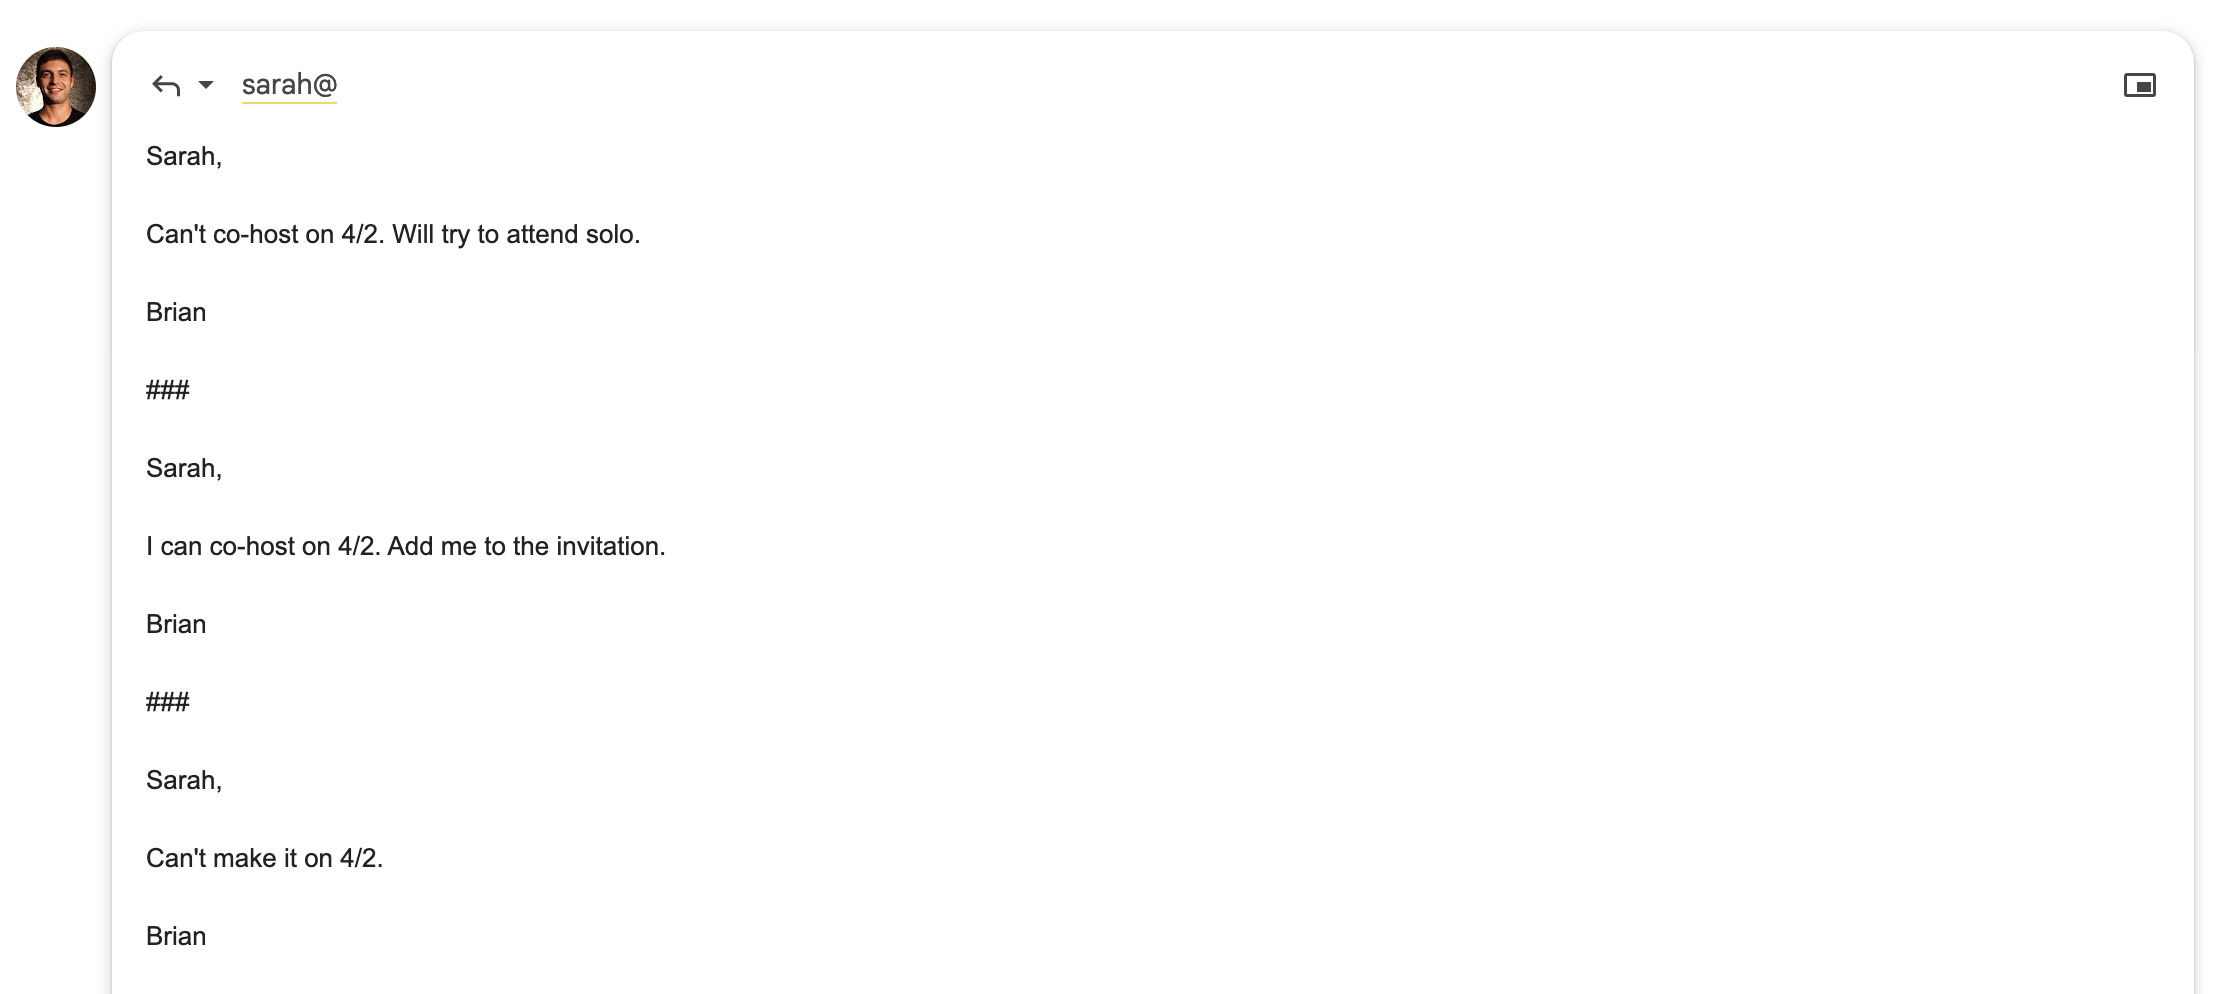 sarah@
Sarah,
Can't co-host on 4/2. Will try to attend solo.
Brian
###
Sarah,
I can co-host on 4/2. Add me to the invitation.
Brian
###
Sarah,
Can't make it on 4/2.
Brian